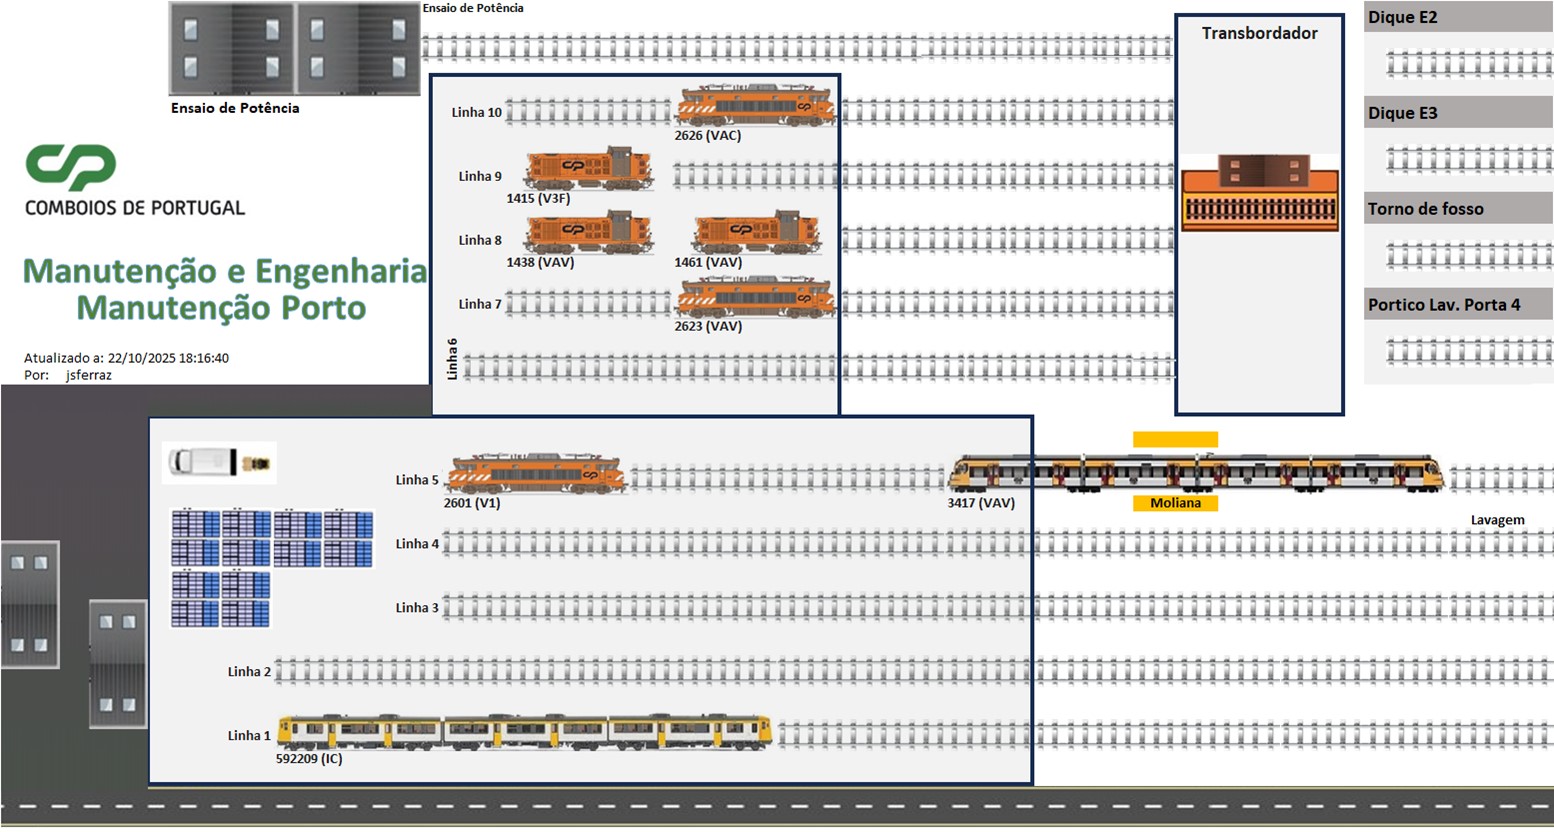 Ensaio de Potência
Ensaio de Potência
CP
COMBOIOS DE PORTUGAL
Manutenção e Engenharia
Manutenção Porto
Atualizado a: 22/10/2025 18:16:40
Por: jsferraz
Linha 10
2626 (VAC)
Linha 9
1415 (V3F)
Linha 8
1438 (VAV)
1461 (VAV)
Linha 7
2623 (VAV)
Linha 6
Transbordador
Dique E2
Dique E3
Torno de fosso
Portico Lav. Porta 4
Linha 5
2601 (V1)
3417 (VAV)
Moliana
Lavagem
Linha 4
Linha 3
Linha 2
Linha 1
592209 (IC)